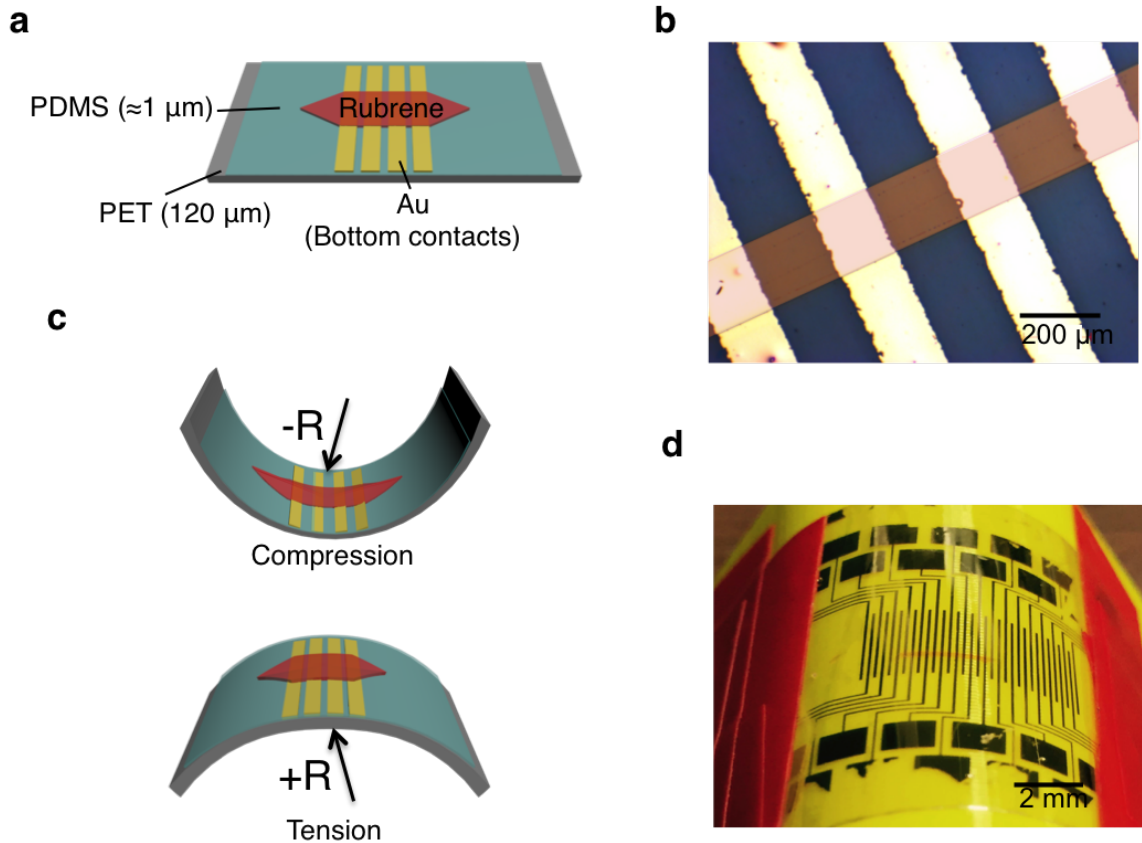 a
PDMS (≈1 μm)
Rubrene
PET (120 μm)
Au
(Bottom contacts)
b
200 μm
c
-R
Compression
+R
Tension
d
2 mm